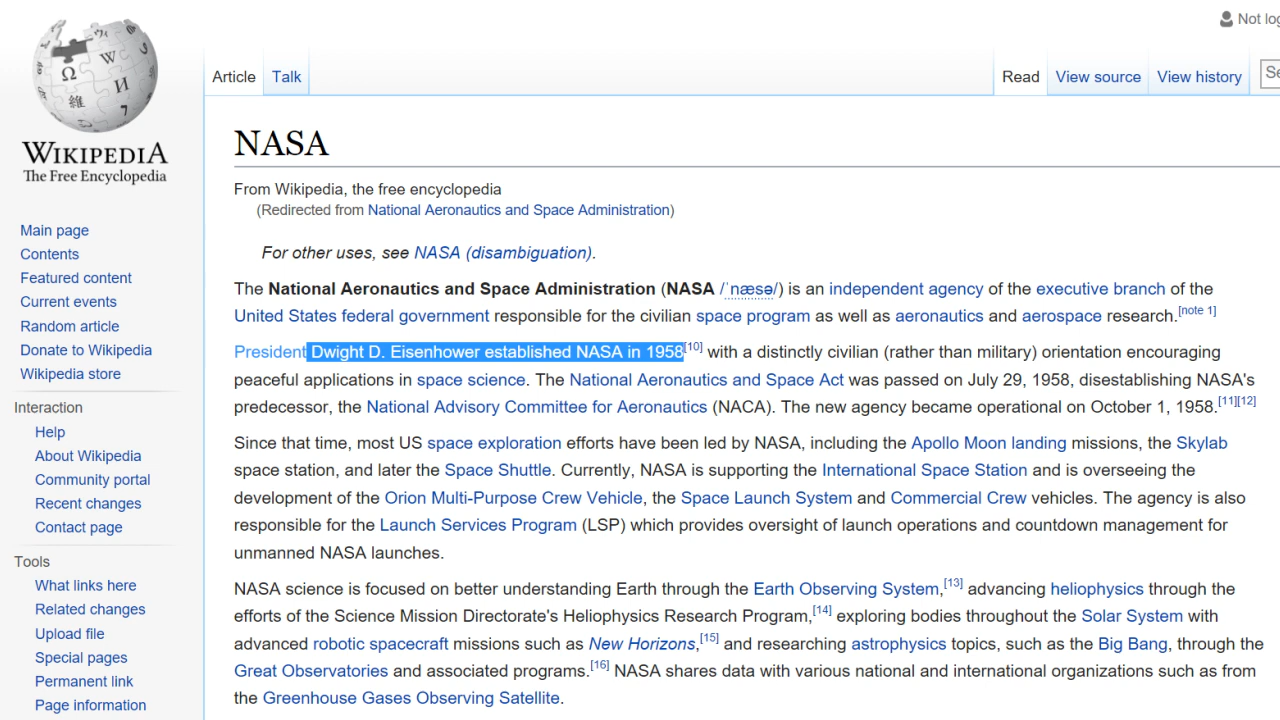 Not log
Article Talk Read View source View history Se
WIKIPEDIA
The Free Encyclopedia
Main page
Contents
Featured content
Current events
Random article
Donate to Wikipedia
Wikipedia store
Interaction
Help
About Wikipedia
Community portal
Recent changes
Contact page
Tools
What links here
Related changes
Upload file
Special pages
Permanent link
Page information
NASA
From Wikipedia, the free encyclopedia
(Redirected from National Aeronautics and Space Administration)
For other uses, see NASA (disambiguation).
The National Aeronautics and Space Administration (NASA /ˈnæsə/) is an independent agency of the executive branch of the
United States federal government responsible for the civilian space program as well as aeronautics and aerospace research.[note 1]
President Dwight D. Eisenhower established NASA in 1958[10] with a distinctly civilian (rather than military) orientation encouraging
peaceful applications in space science. The National Aeronautics and Space Act was passed on July 29, 1958, disestablishing NASA's
predecessor, the National Advisory Committee for Aeronautics (NACA). The new agency became operational on October 1, 1958.[11][12]
Since that time, most US space exploration efforts have been led by NASA, including the Apollo Moon landing missions, the Skylab
space station, and later the Space Shuttle. Currently, NASA is supporting the International Space Station and is overseeing the
development of the Orion Multi-Purpose Crew Vehicle, the Space Launch System and Commercial Crew vehicles. The agency is also
responsible for the Launch Services Program (LSP) which provides oversight of launch operations and countdown management for
unmanned NASA launches.
NASA science is focused on better understanding Earth through the Earth Observing System,[13] advancing heliophysics through the
efforts of the Science Mission Directorate's Heliophysics Research Program,[14] exploring bodies throughout the Solar System with
advanced robotic spacecraft missions such as New Horizons,[15] and researching astrophysics topics, such as the Big Bang, through the
Great Observatories and associated programs.[16] NASA shares data with various national and international organizations such as from
the Greenhouse Gases Observing Satellite.